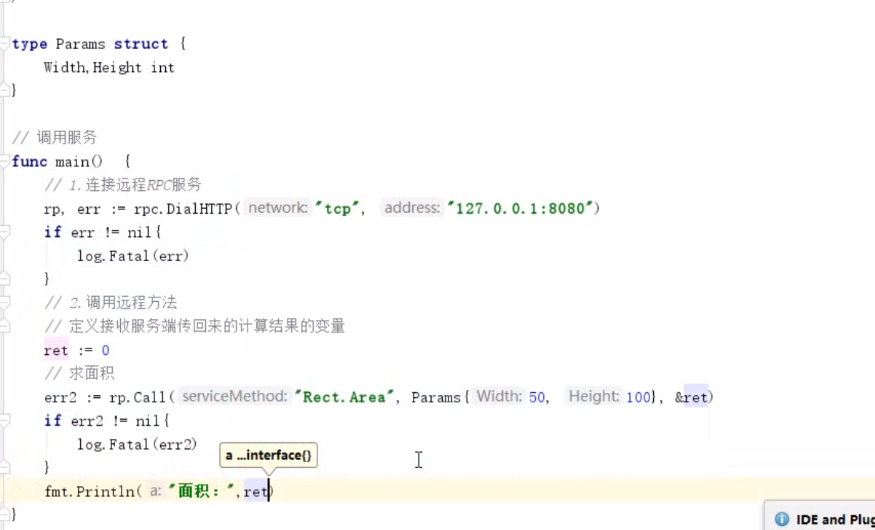 type Params struct {
Width,Height int
}
// 调用服务
func main() {
// 1.连接远程RPC服务
rp, err := rpc.DialHTTP( network: "tcp", address: "127.0.0.1:8080")
if err != nil{
log.Fatal(err)
}
// 2.调用远程方法
// 定义接收服务端传回来的计算结果的变量
ret := 0
// 求面积
err2 := rp.Call( serviceMethod: "Rect.Area", Params{ Width: 50, Height: 100}, &ret)
if err2 != nil{
log.Fatal(err2)
a ...interface{}
}
fmt.Println( a: "面积：",ret)
}
IDE and Plug